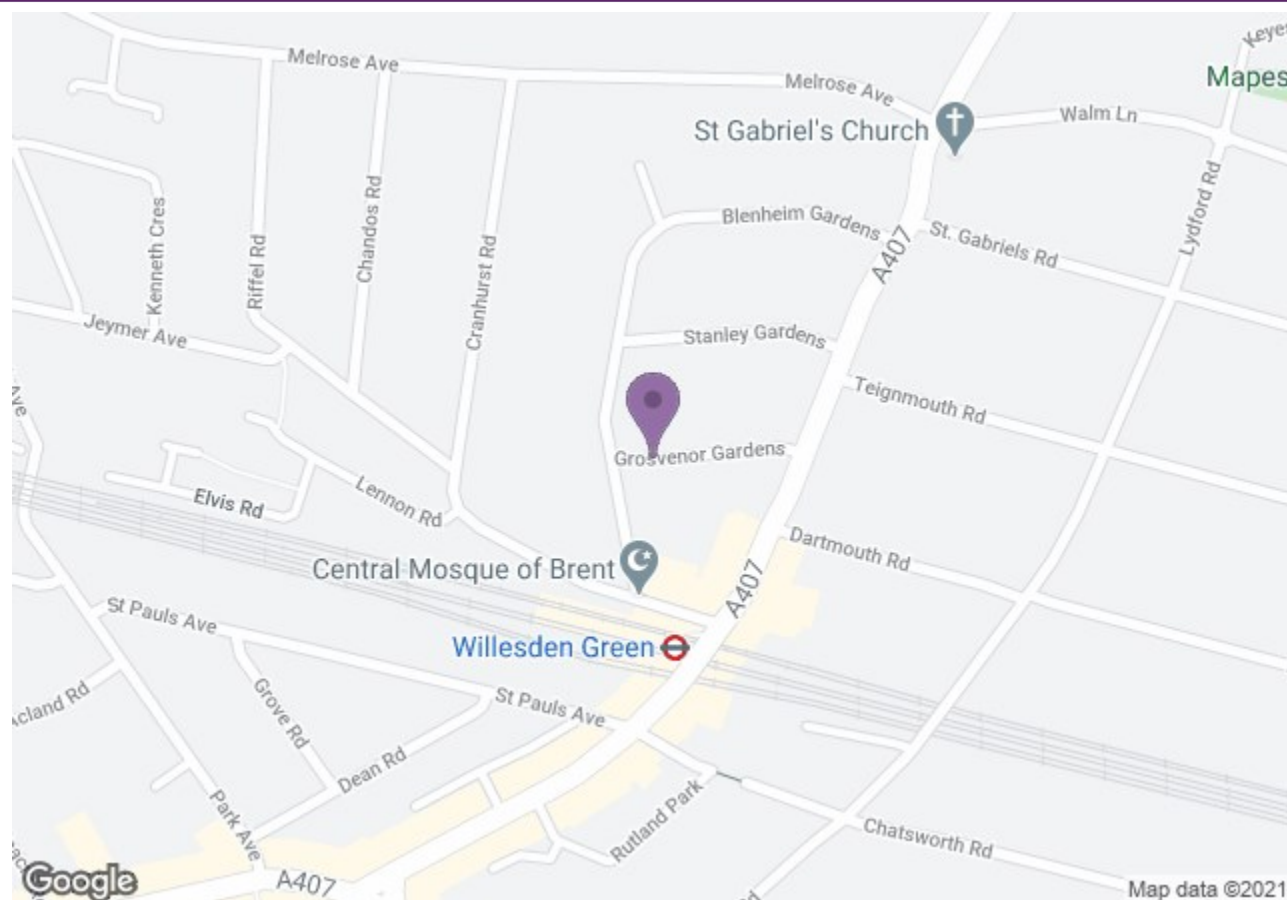 Melrose Ave
Melrose Ave
Mapes
St Gabriel's Church
Walm Ln
Lydford Rd
Kenneth Cres
Riffel Rd
Chandos Rd
Cranhurst Rd
Blenheim Gardens
A407
St. Gabriels Rd
Jeymer Ave
Stanley Gardens
Ave
Teignmouth Rd
Grosvenor Gardens
Elvis Rd
Lennon Rd
Central Mosque of Brent
Dartmouth Rd
A407
St Pauls Ave
Willesden Green
Grove Rd
St Pauls Ave
Dean Rd
Park Ave
Rutland Park
Chatsworth Rd
A407
Google
Map data ©2021